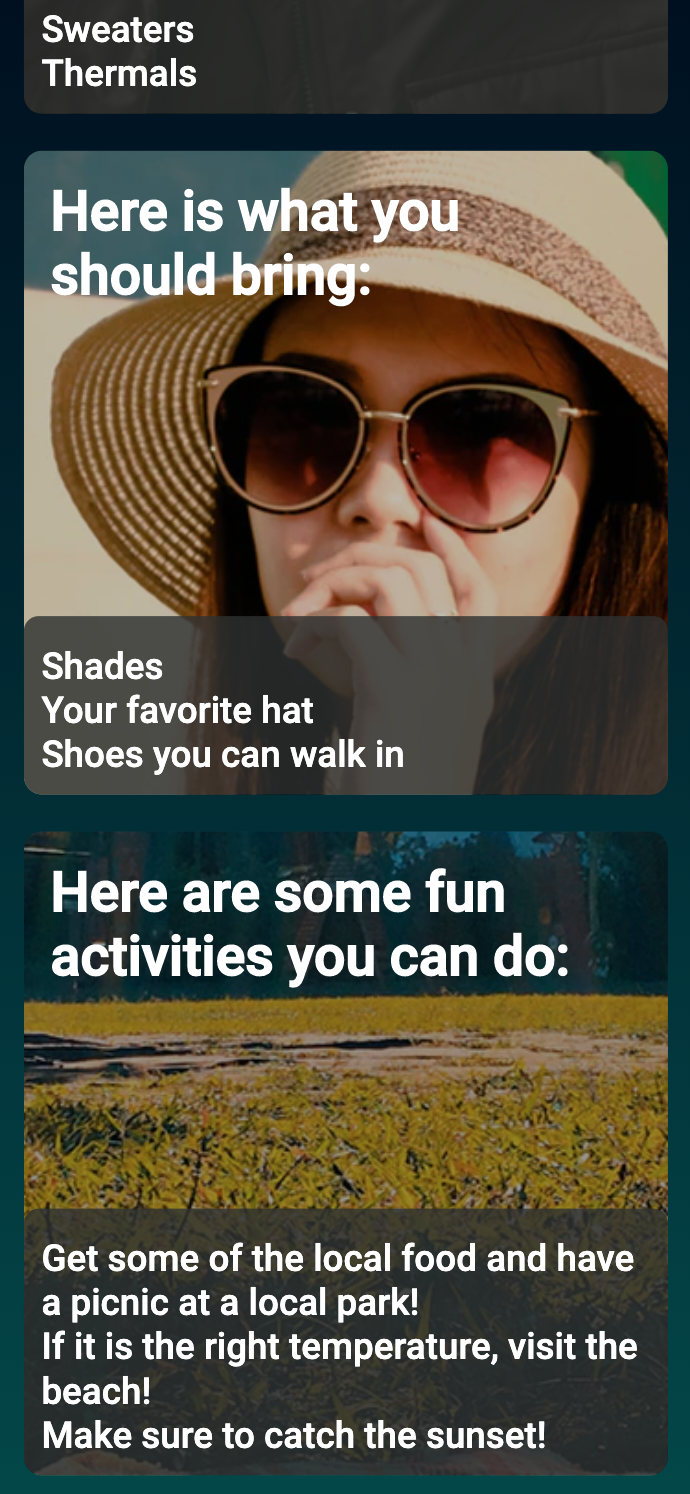 Sweaters
Thermals
Here is what you
should bring:
Shades
Your favorite hat
Shoes you can walk in
Here are some fun
activities you can do:
Get some of the local food and have
a picnic at a local park!
If it is the right temperature, visit the
beach!
Make sure to catch the sunset!